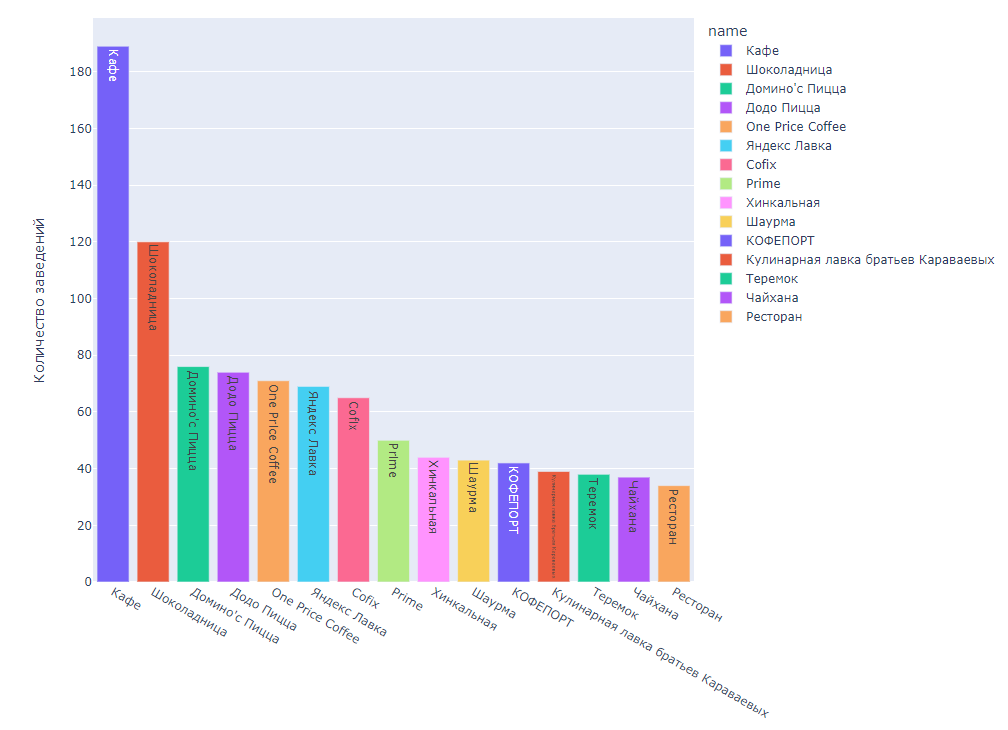 Количество заведений
180
160
140
120
100
80
60
40
20
0
Кафе
Шоколадница
Домино'с Пицца
Додо Пицца
One Price Coffee
Яндекс Лавка
Cofix
Prime
Хинкальная
Шаурма
КОФЕПОРТ
Кулинарная лавка братьев Караваевых
Теремок
Чайхана
Ресторан
Кафе
Шоколадница
Домино'с Пицца
Додо Пицца
One Price Coffee
Яндекс Лавка
Cofix
Prime
Хинкальная
Шаурма
КОФЕПОРТ
Кулинарная лавка братьев Караваевых
Теремок
Чайхана
Ресторан
name
Кафе
Шоколадница
Домино'с Пицца
Додо Пицца
One Price Coffee
Яндекс Лавка
Cofix
Prime
Хинкальная
Шаурма
КОФЕПОРТ
Кулинарная лавка братьев Караваевых
Теремок
Чайхана
Ресторан